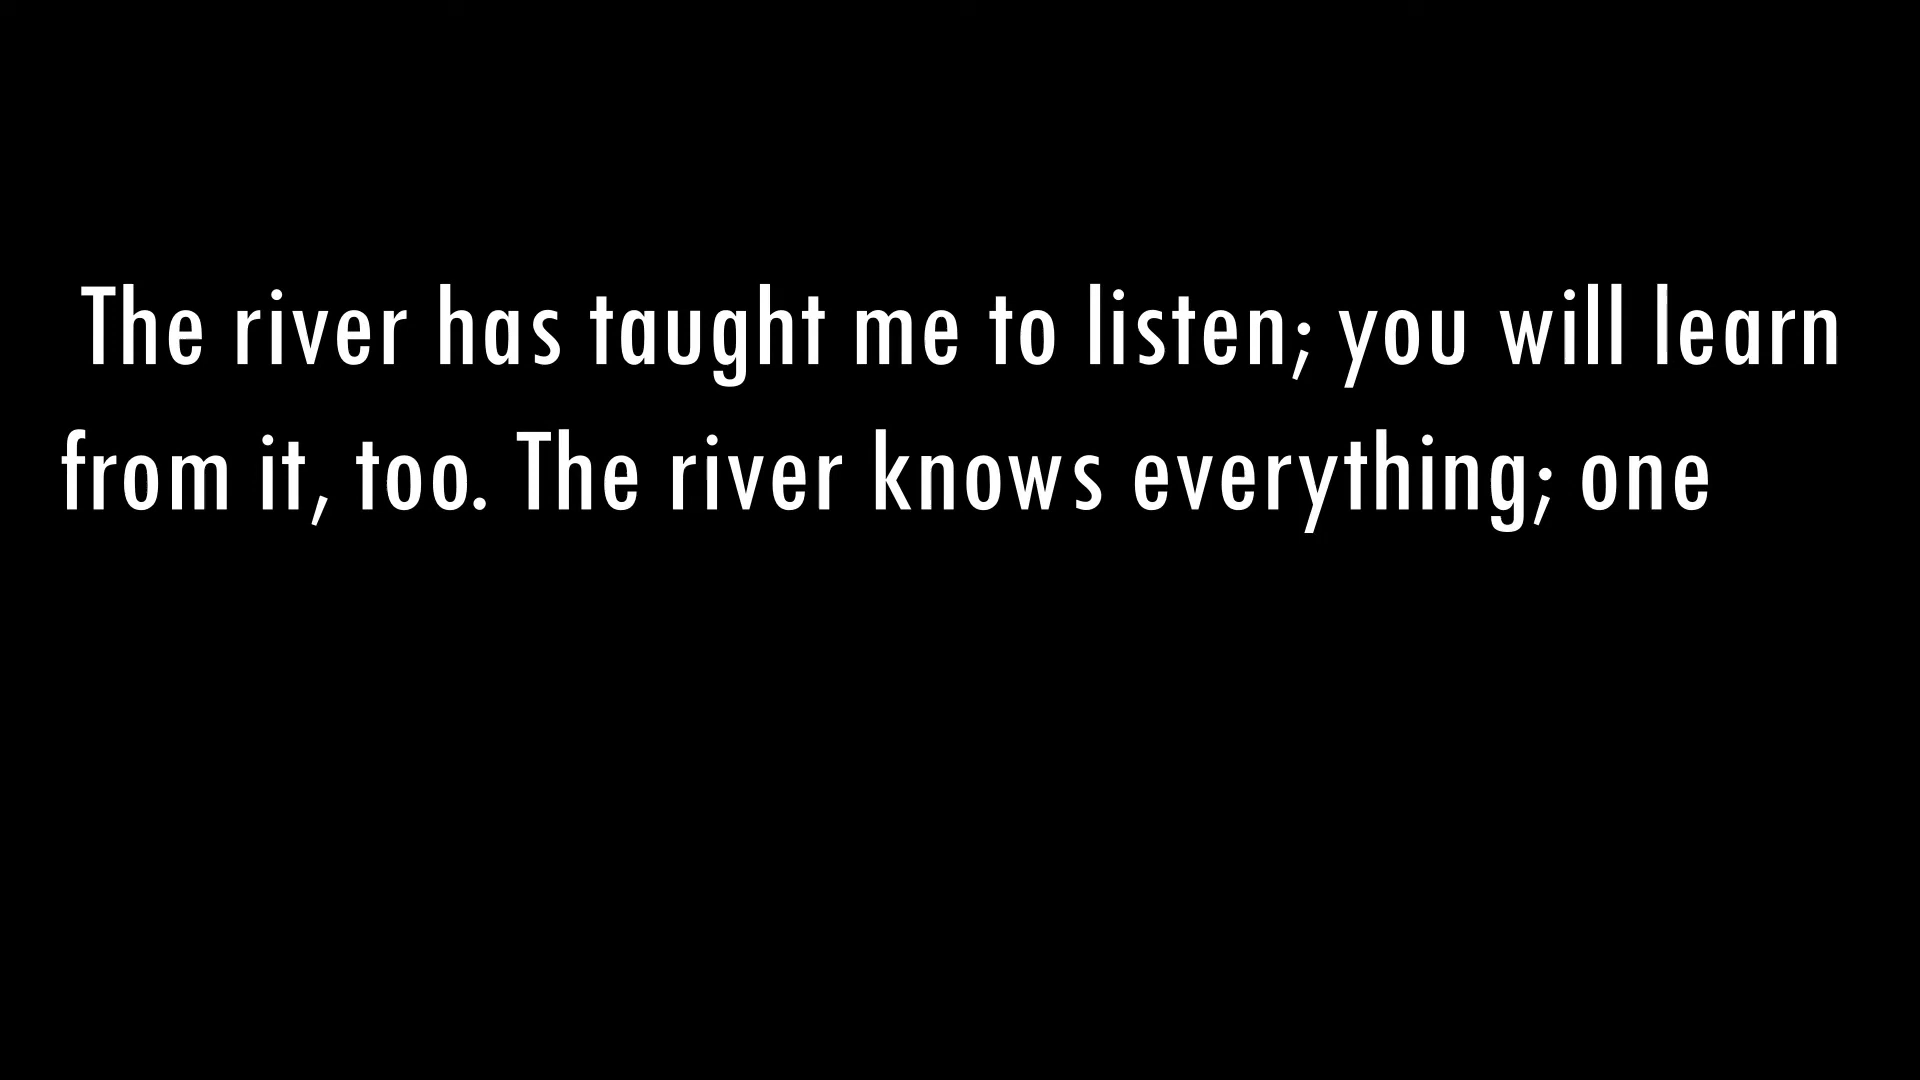 The river has taught me to listen; you will learn
from it, too. The river knows everything; one